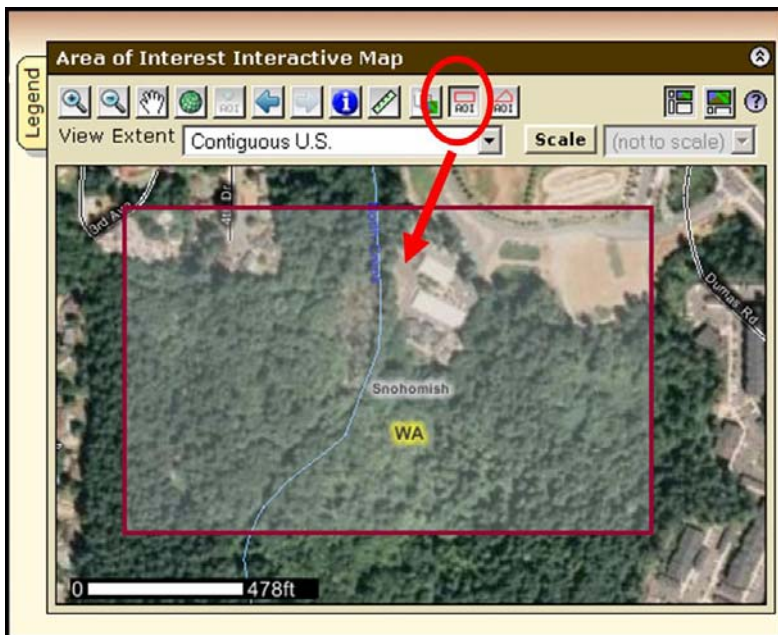 Legend
Area of Interest Interactive Map
AOI
AOI
AOI
View Extent
Contiguous U.S.
Scale
(not to scale)
3rd Ave
4th Dr
Dumas Rd
Snohomish
WA
0
478ft